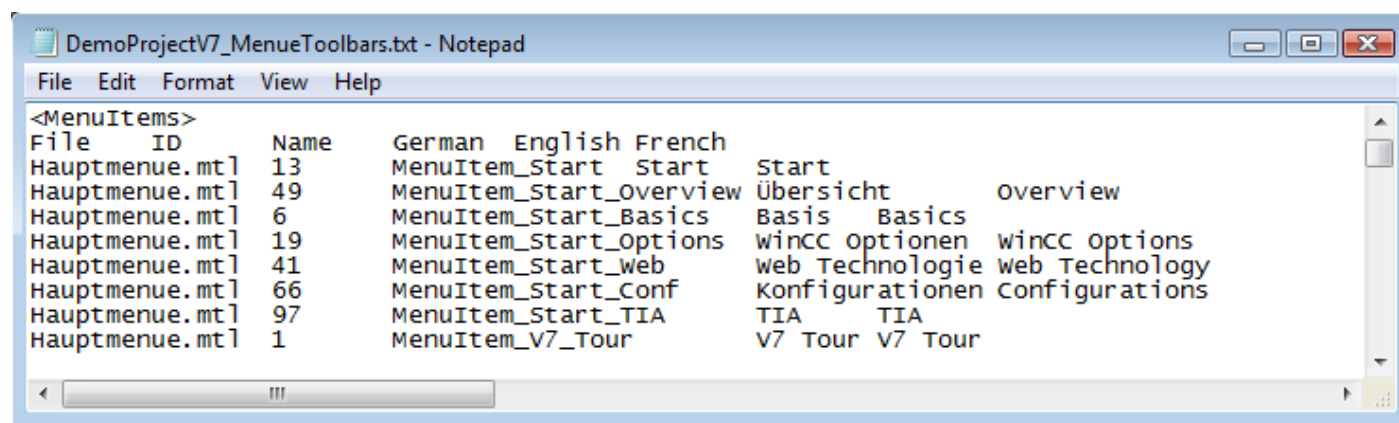 DemoProjectV7_MenueToolbars.txt - Notepad
File Edit Format View Help
<MenuItems>
File ID Name German English French
Hauptmenue.mtl 13 MenuItem_Start Start Start
Hauptmenue.mtl 49 MenuItem_Start_Overview Übersicht Overview
Hauptmenue.mtl 6 MenuItem_Start_Basics Basis Basics
Hauptmenue.mtl 19 MenuItem_Start_Options WinCC Optionen WinCC Options
Hauptmenue.mtl 41 MenuItem_Start_Web Web Technologie Web Technology
Hauptmenue.mtl 66 MenuItem_Start_Conf Konfigurationen Configurations
Hauptmenue.mtl 97 MenuItem_Start_TIA TIA TIA
Hauptmenue.mtl 1 MenuItem_V7_Tour V7 Tour V7 Tour